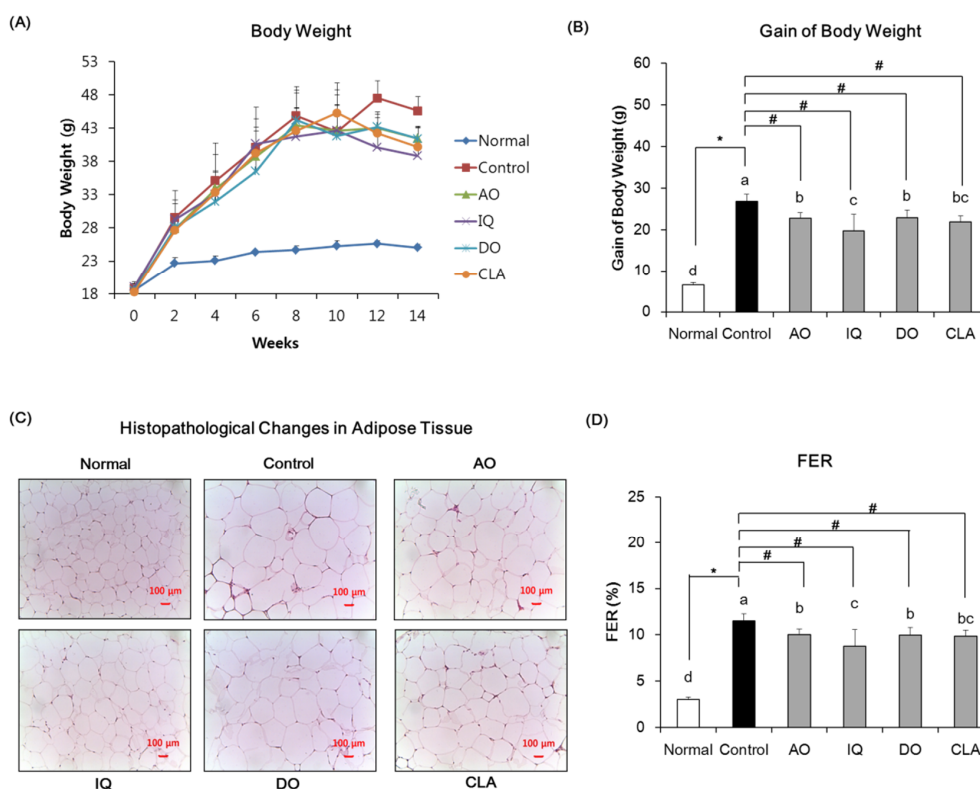 (A)
Body Weight
53
48
43
38
33
28
23
18
Body Weight (g)
0 2 4 6 8 10 12 14
Weeks
Normal
Control
AO
IQ
DO
CLA
(B)
Gain of Body Weight
60
50
40
30
20
10
0
Gain of Body Weight (g)
#
#
#
#
*
d a b c b bc
Normal Control AO IQ DO CLA
(C)
Histopathological Changes in Adipose Tissue
Normal Control AO
100 μm 100 μm 100 μm
100 μm 100 μm 100 μm
IQ DO CLA
(D)
FER
25
20
15
10
5
0
FER (%)
#
#
#
#
*
d a b c b bc
Normal Control AO IQ DO CLA